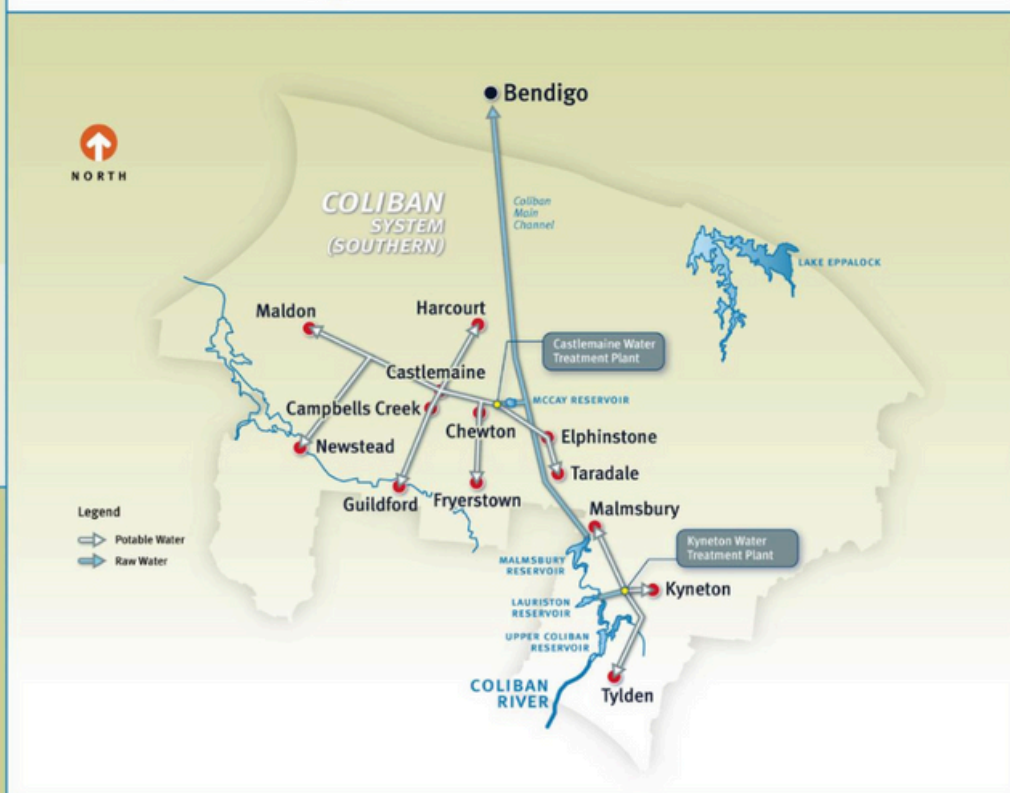 Bendigo
NORTH
COLIBAN
SYSTEM
(SOUTHERN)
Coliban
Main
Channel
LAKE EPPALOCK
Maldon
Harcourt
Castlemaine Water
Treatment Plant
Castlemaine
MCCAY RESERVOIR
Campbells Creek
Chewton
Elphinstone
Newstead
Taradale
Guildford
Fryerstown
Malmsbury
Legend
Potable Water
Raw Water
Kyneton Water
Treatment Plant
MALMSBURY
RESERVOIR
Kyneton
LAURISTON
RESERVOIR
UPPER COLIBAN
RESERVOIR
COLIBAN
RIVER
Tylden